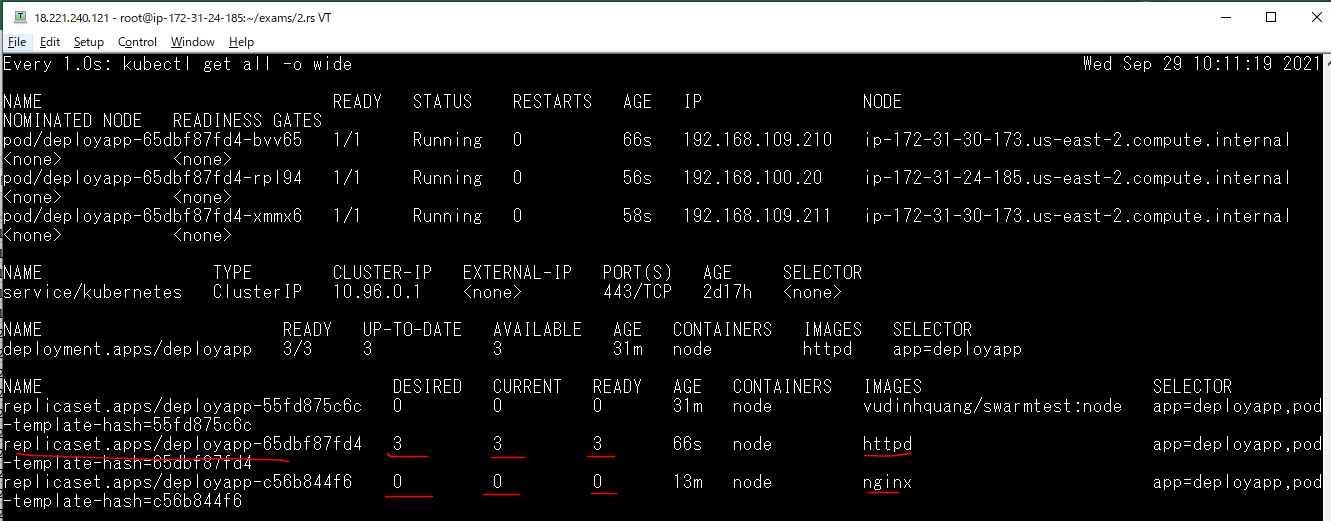 18.221.240.121 - root@ip-172-31-24-185:~/exams/2.rs VT
File Edit Setup Control Window Help
Every 1.0s: kubectl get all -o wide Wed Sep 29 10:11:19 2021
NAME READY STATUS RESTARTS AGE IP NODE
NOMINATED NODE READINESS GATES
pod/deployapp-65dbf87fd4-bvv65 1/1 Running 0 66s 192.168.109.210 ip-172-31-30-173.us-east-2.compute.internal
<none> <none>
pod/deployapp-65dbf87fd4-rpl94 1/1 Running 0 56s 192.168.100.20 ip-172-31-24-185.us-east-2.compute.internal
<none> <none>
pod/deployapp-65dbf87fd4-xmmx6 1/1 Running 0 58s 192.168.109.211 ip-172-31-30-173.us-east-2.compute.internal
<none> <none>
NAME TYPE CLUSTER-IP EXTERNAL-IP PORT(S) AGE SELECTOR
service/kubernetes ClusterIP 10.96.0.1 <none> 443/TCP 2d17h <none>
NAME READY UP-TO-DATE AVAILABLE AGE CONTAINERS IMAGES SELECTOR
deployment.apps/deployapp 3/3 3 3 31m node httpd app=deployapp
NAME DESIRED CURRENT READY AGE CONTAINERS IMAGES SELECTOR
replicaset.apps/deployapp-55fd875c6c 0 0 0 31m node vudinhquang/swarmtest:node app=deployapp,pod
-template-hash=55fd875c6c
replicaset.apps/deployapp-65dbf87fd4 3 3 3 66s node httpd app=deployapp,pod
-template-hash=65dbf87fd4
replicaset.apps/deployapp-c56b844f6 0 0 0 13m node nginx app=deployapp,pod
-template-hash=c56b844f6